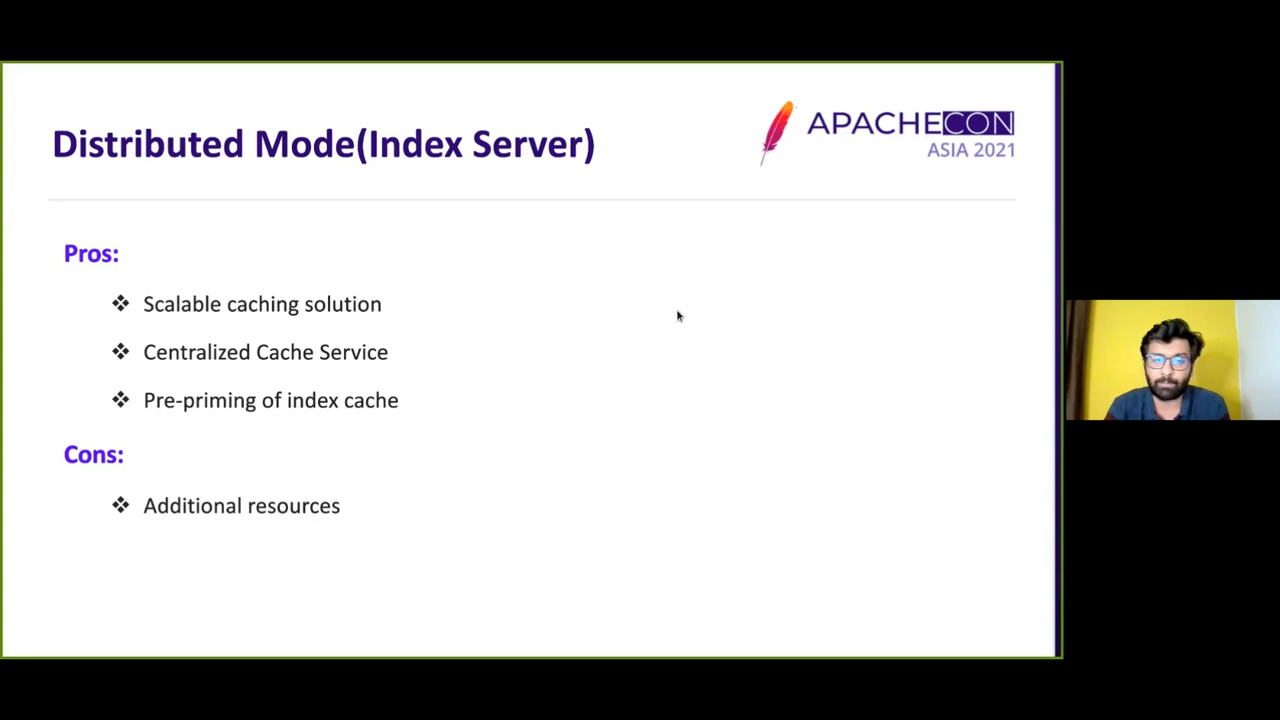 Distributed Mode(Index Server)
APACHECON
ASIA 2021
Pros:
❖ Scalable caching solution
❖ Centralized Cache Service
❖ Pre-priming of index cache
Cons:
❖ Additional resources